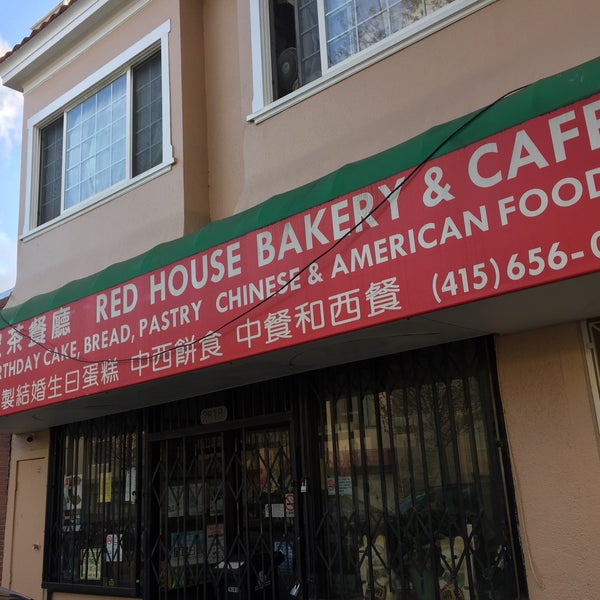 茶餐廳 RED HOUSE BAKERY & CAFE
RTHDAY CAKE, BREAD, PASTRY CHINESE & AMERICAN FOOD
製結婚生日蛋糕 中西餅食 中餐和西餐 (415) 656-0